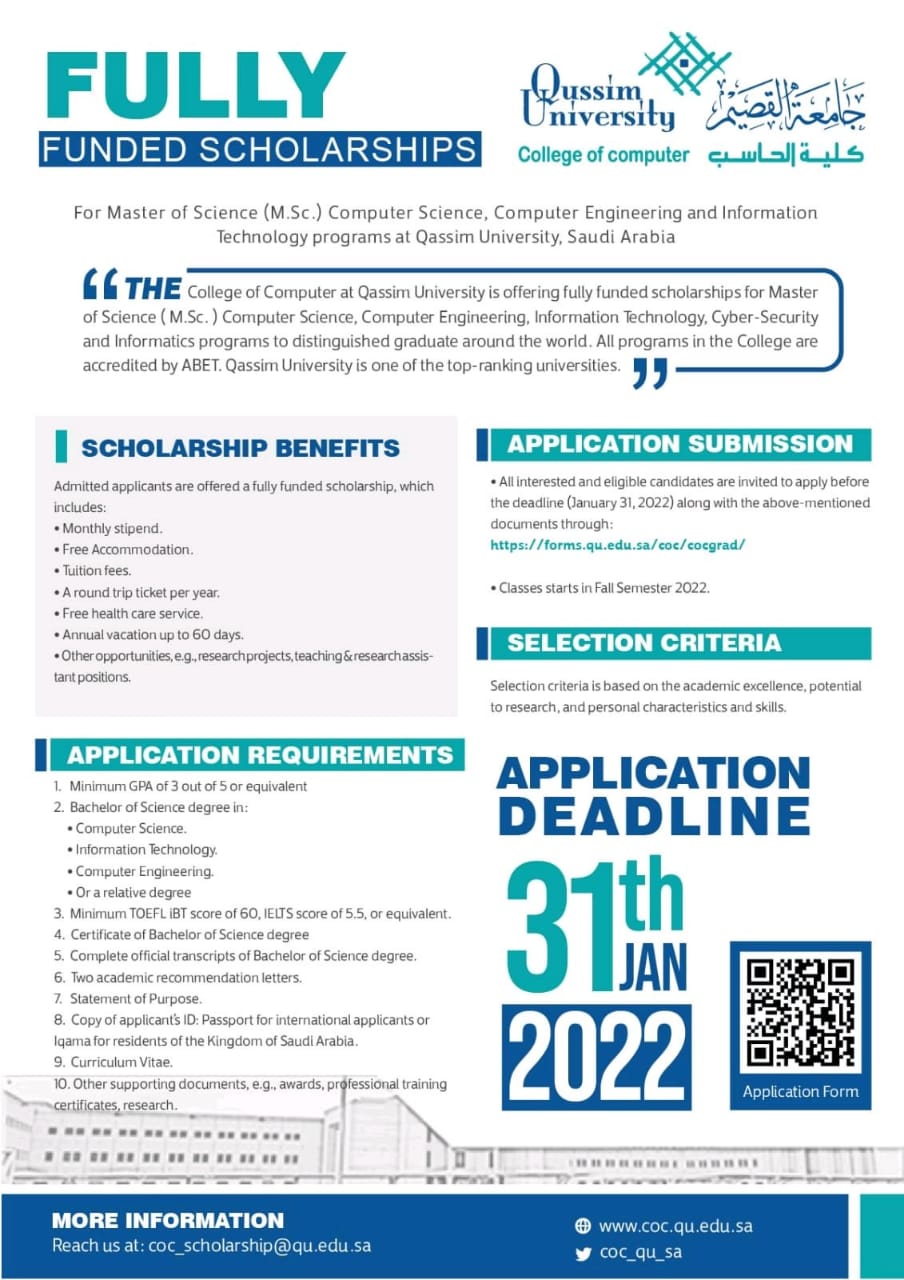 FULLY
FUNDED SCHOLARSHIPS
Qussim
University
College of computer
جامعة القصيم
كلية الحاسب
For Master of Science (M.Sc.) Computer Science, Computer Engineering and Information
Technology programs at Qassim University, Saudi Arabia
“ THE College of Computer at Qassim University is offering fully funded scholarships for Master
of Science ( M.Sc. ) Computer Science, Computer Engineering, Information Technology, Cyber-Security
and Informatics programs to distinguished graduate around the world. All programs in the College are
accredited by ABET. Qassim University is one of the top-ranking universities. ”
SCHOLARSHIP BENEFITS
Admitted applicants are offered a fully funded scholarship, which
includes:
• Monthly stipend.
• Free Accommodation.
• Tuition fees.
• A round trip ticket per year.
• Free health care service.
• Annual vacation up to 60 days.
• Other opportunities, e.g., research projects, teaching & research assis-
tant positions.
APPLICATION REQUIREMENTS
1. Minimum GPA of 3 out of 5 or equivalent
2. Bachelor of Science degree in:
• Computer Science.
• Information Technology.
• Computer Engineering.
• Or a relative degree
3. Minimum TOEFL iBT score of 60, IELTS score of 5.5, or equivalent.
4. Certificate of Bachelor of Science degree
5. Complete official transcripts of Bachelor of Science degree.
6. Two academic recommendation letters.
7. Statement of Purpose.
8. Copy of applicant's ID: Passport for international applicants or
Iqama for residents of the Kingdom of Saudi Arabia.
9. Curriculum Vitae.
10. Other supporting documents, e.g., awards, professional training
certificates, research.
APPLICATION SUBMISSION
• All interested and eligible candidates are invited to apply before
the deadline (January 31, 2022) along with the above-mentioned
documents through:
https://forms.qu.edu.sa/coc/cocgrad/
• Classes starts in Fall Semester 2022.
SELECTION CRITERIA
Selection criteria is based on the academic excellence, potential
to research, and personal characteristics and skills.
APPLICATION
DEADLINE
31th
JAN
2022
Application Form
MORE INFORMATION
Reach us at: coc_scholarship@qu.edu.sa
www.coc.qu.edu.sa
coc_qu_sa